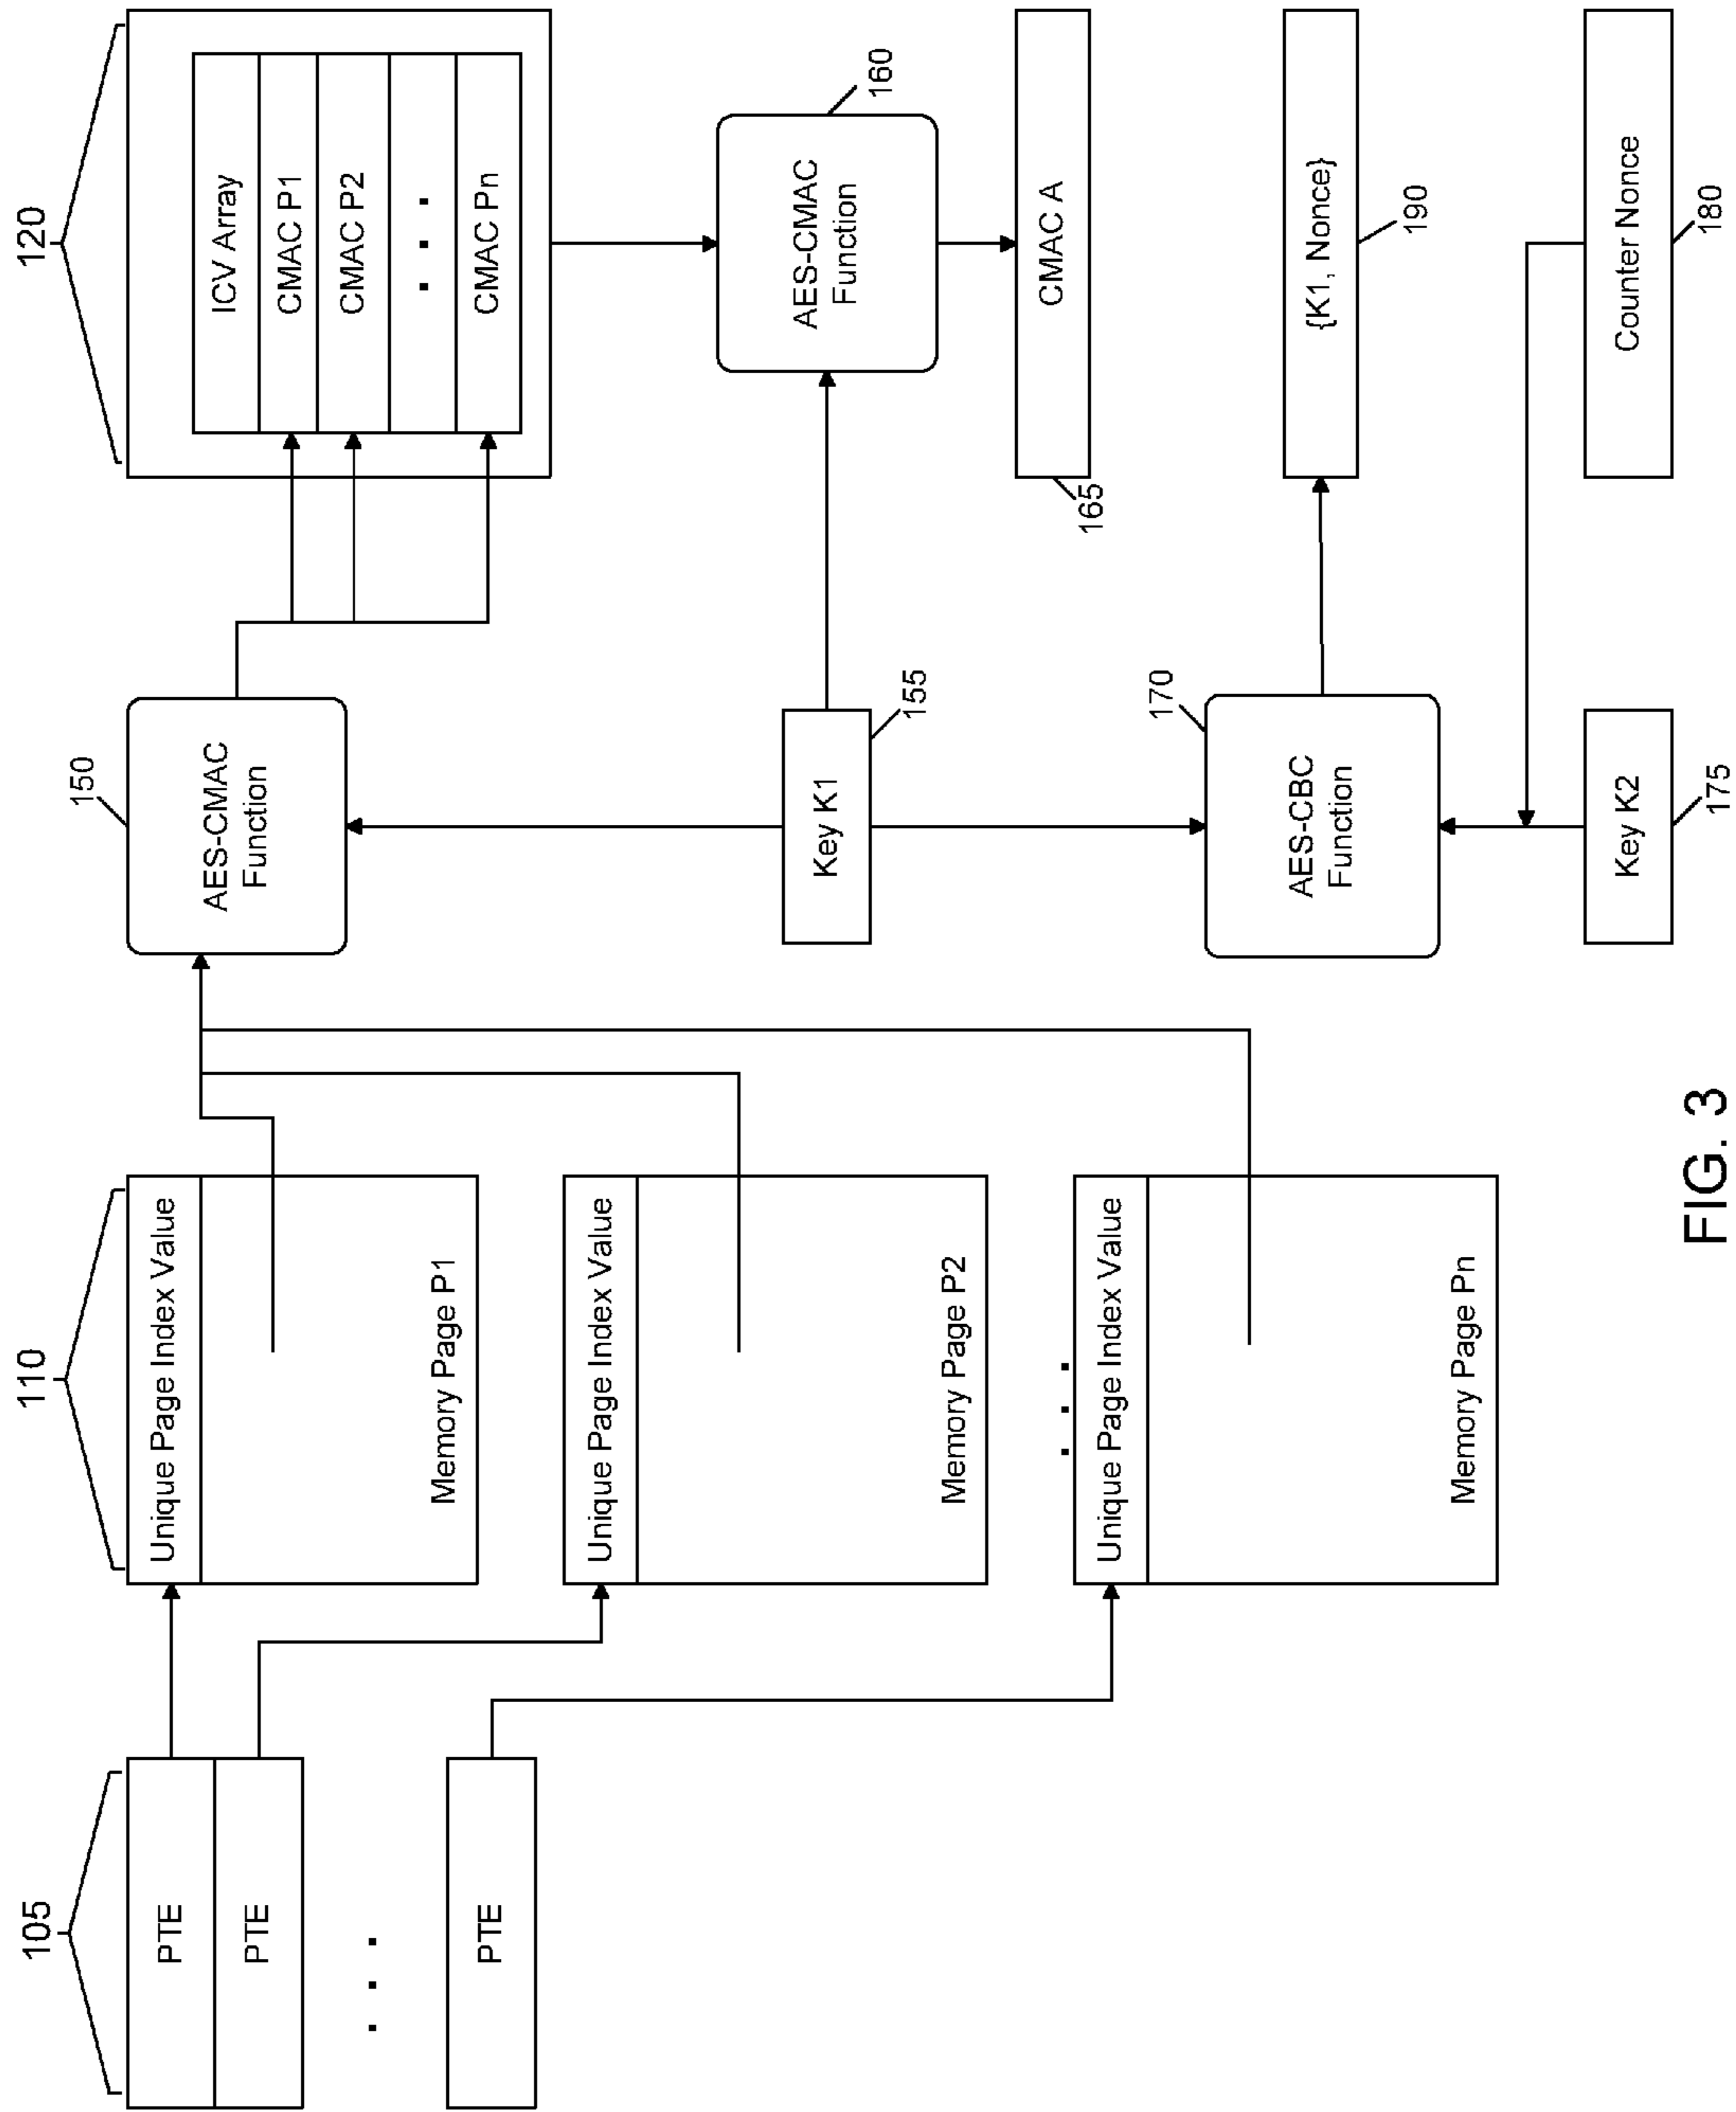 105
PTE
PTE
. . .
PTE
110
Unique Page Index Value
Memory Page P1
Unique Page Index Value
Memory Page P2
. . .
Unique Page Index Value
Memory Page Pn
150
AES-CMAC
Function
Key K1
155
170
AES-CBC
Function
Key K2
175
120
ICV Array
CMAC P1
CMAC P2
. . .
CMAC Pn
AES-CMAC
Function
160
CMAC A
165
{K1, Nonce}
190
Counter Nonce
180
FIG. 3